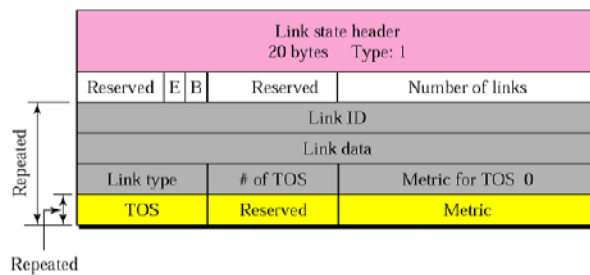 Link state header
20 bytes Type: 1
Reserved E B Reserved Number of links
Link ID
Link data
Link type # of TOS Metric for TOS 0
TOS Reserved Metric
Repeated
Repeated